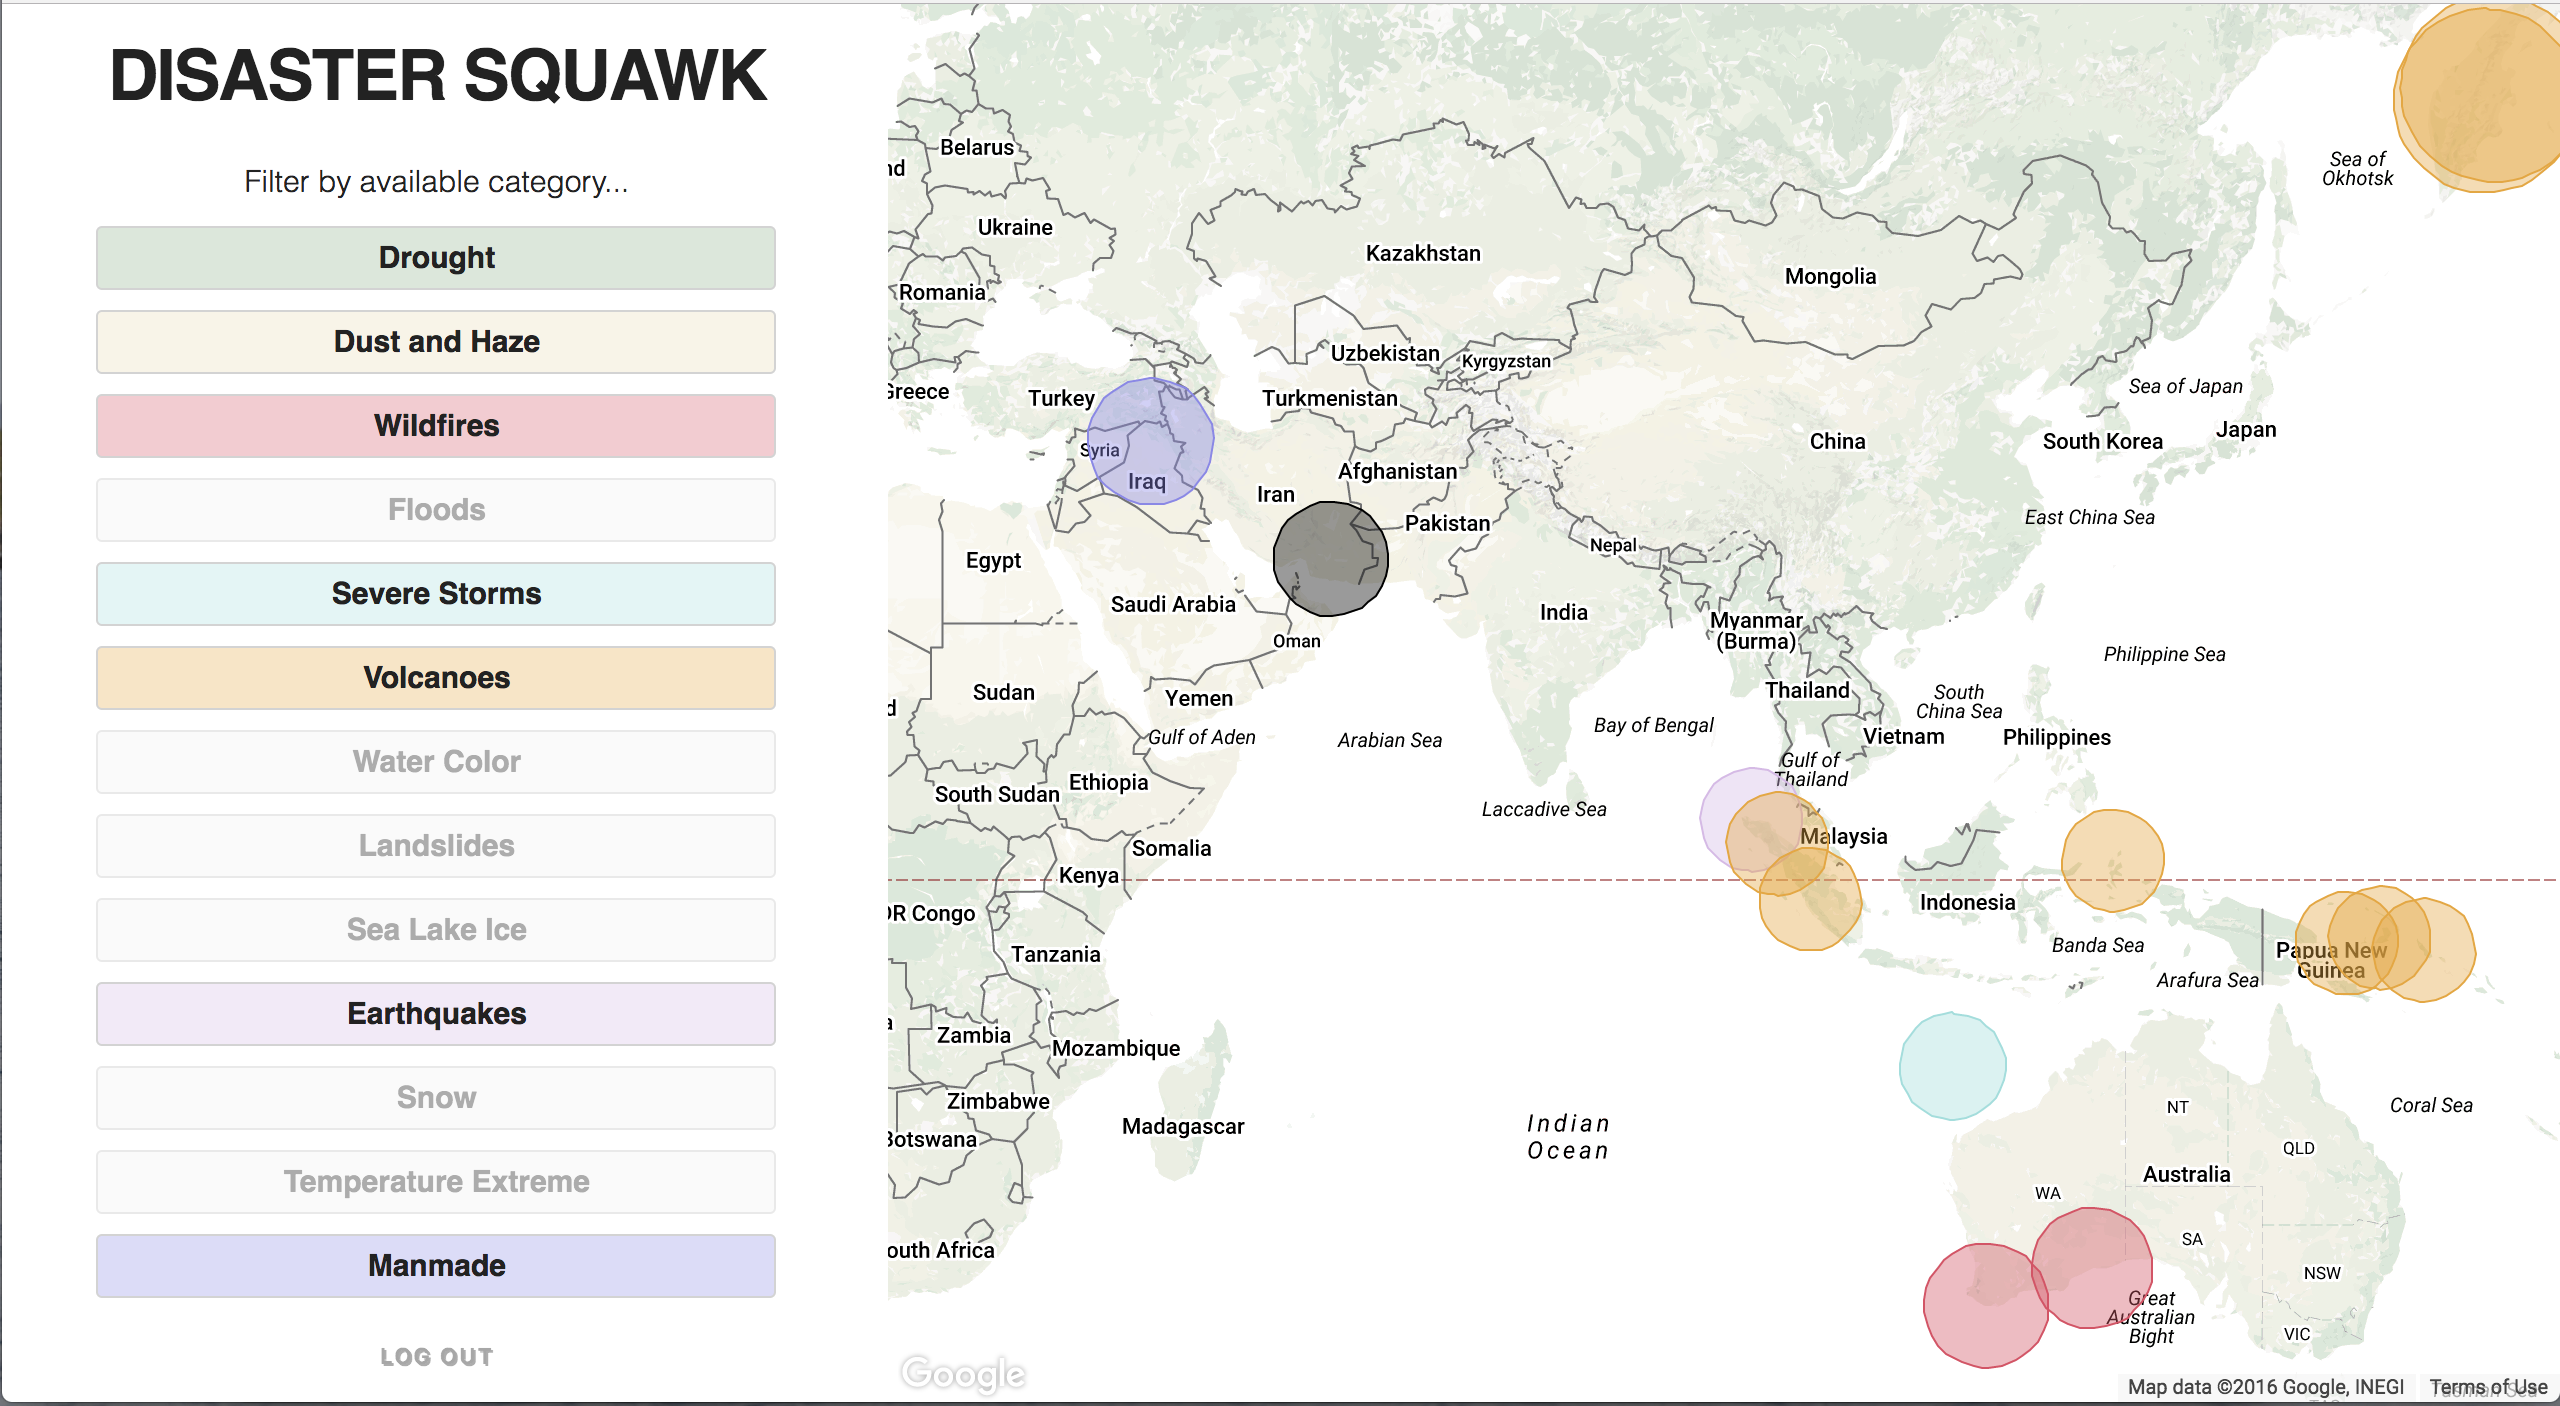 DISASTER SQUAWK
Filter by available category...
Drought
Dust and Haze
Wildfires
Floods
Severe Storms
Volcanoes
Water Color
Landslides
Sea Lake Ice
Earthquakes
Snow
Temperature Extreme
Manmade
LOG OUT
Belarus
nd
Ukraine
Romania
Greece
Turkey
Syria
Iraq
Iran
Kazakhstan
Uzbekistan
Kyrgyzstan
Turkmenistan
Afghanistan
Pakistan
Mongolia
China
Nepal
India
Myanmar
(Burma)
Thailand
Vietnam
Philippines
South Korea
Japan
Sea of
Okhotsk
Sea of Japan
East China Sea
Philippine Sea
South
China Sea
Bay of Bengal
Gulf of
Thailand
Laccadive Sea
Arabian Sea
Gulf of Aden
Egypt
Saudi Arabia
Oman
Yemen
Sudan
d
South Sudan
Ethiopia
Somalia
Kenya
DR Congo
Tanzania
a
Zambia
Mozambique
Zimbabwe
Botswana
Madagascar
outh Africa
Malaysia
Indonesia
Banda Sea
Arafura Sea
Papua New
Guinea
Coral Sea
Indian
Ocean
NT
QLD
Australia
WA
SA
NSW
VIC
Great
Australian
Bight
Google
Map data ©2016 Google, INEGI
Terms of Use
Tasman Sea